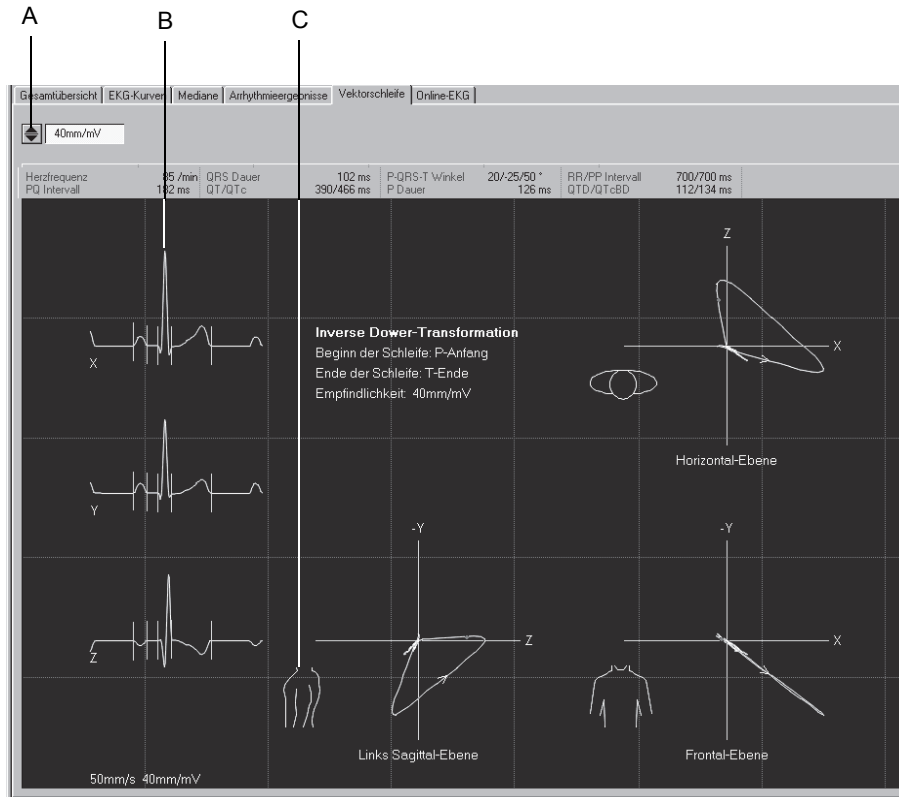 A B C
Gesamtübersicht EKG-Kurven Mediane Arrhythmieergebnisse Vektorschleife Online-EKG
40mm/mV
Herzfrequenz 85 /min QRS Dauer 102 ms P-QRS-T Winkel 20/-25/50 ° RR/PP Intervall 700/700 ms
PQ Intervall 182 ms QT/QTc 390/466 ms P Dauer 126 ms QTD/QTcBD 112/134 ms
Z
Inverse Dower-Transformation
X
Beginn der Schleife: P-Anfang
X
Ende der Schleife: T-Ende
Empfindlichkeit: 40mm/mV
Horizontal-Ebene
Y
-Y -Y
Z
Z
X
Links Sagittal-Ebene Frontal-Ebene
50mm/s 40mm/mV